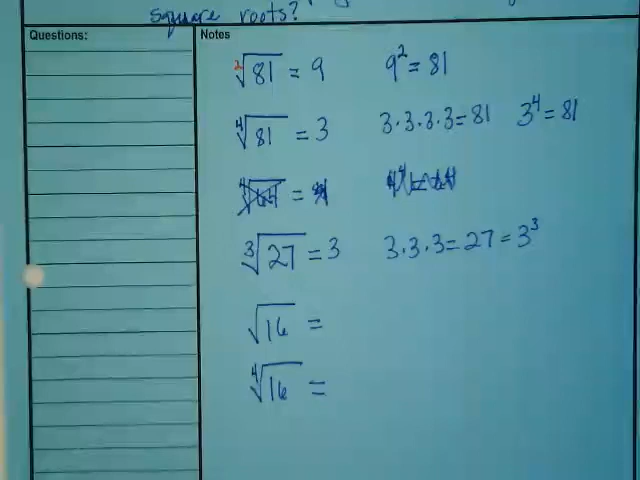 square roots?
Questions:
Notes
²√81 = 9 9² = 81
⁴√81 = 3 3·3·3·3 = 81 3⁴ = 81
³√27 = 3 3·3·3 = 27 = 3³
√16 =
⁴√16 =